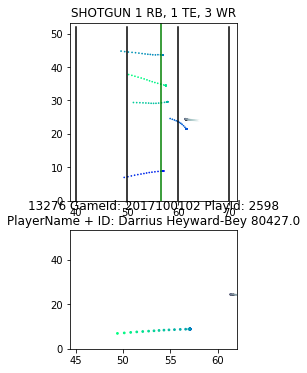 SHOTGUN 1 RB, 1 TE, 3 WR
50
40
30
20
10
0
40 50 60 70
13276 GameId: 2017100102 PlayId: 2598
PlayerName + ID: Darrius Heyward-Bey 80427.0
40
20
0
45 50 55 60